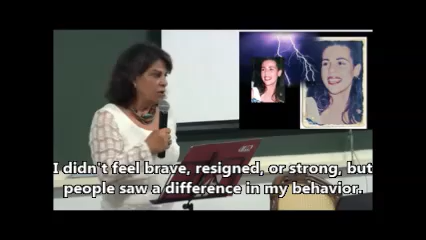 I didn't feel brave, resigned, or strong, but
people saw a difference in my behavior.